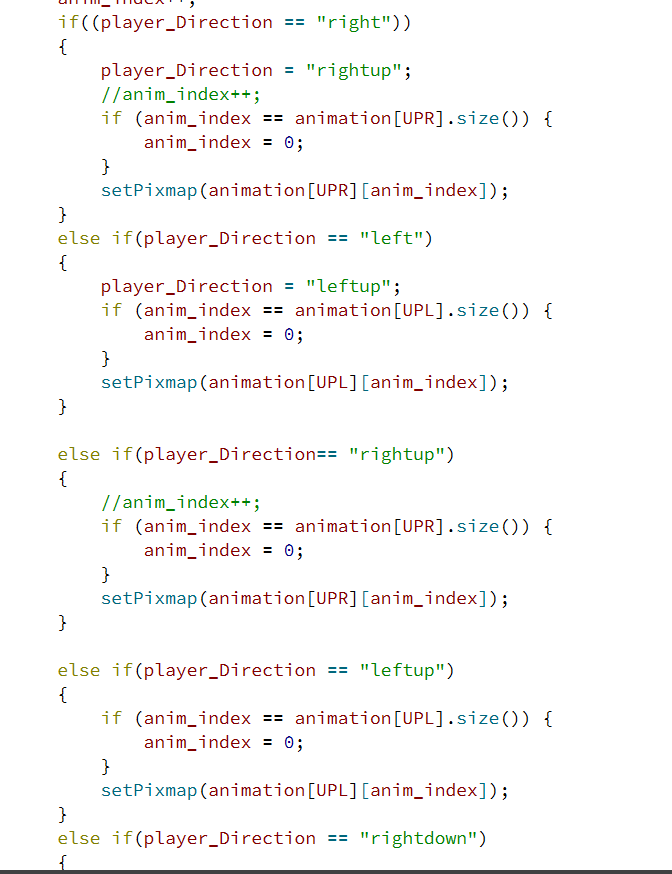 anim_index++;
if((player_Direction == "right"))
{
    player_Direction = "rightup";
    //anim_index++;
    if (anim_index == animation[UPR].size()) {
        anim_index = 0;
    }
    setPixmap(animation[UPR][anim_index]);
}
else if(player_Direction == "left")
{
    player_Direction = "leftup";
    if (anim_index == animation[UPL].size()) {
        anim_index = 0;
    }
    setPixmap(animation[UPL][anim_index]);
}
else if(player_Direction== "rightup")
{
    //anim_index++;
    if (anim_index == animation[UPR].size()) {
        anim_index = 0;
    }
    setPixmap(animation[UPR][anim_index]);
}
else if(player_Direction == "leftup")
{
    if (anim_index == animation[UPL].size()) {
        anim_index = 0;
    }
    setPixmap(animation[UPL][anim_index]);
}
else if(player_Direction == "rightdown")
{